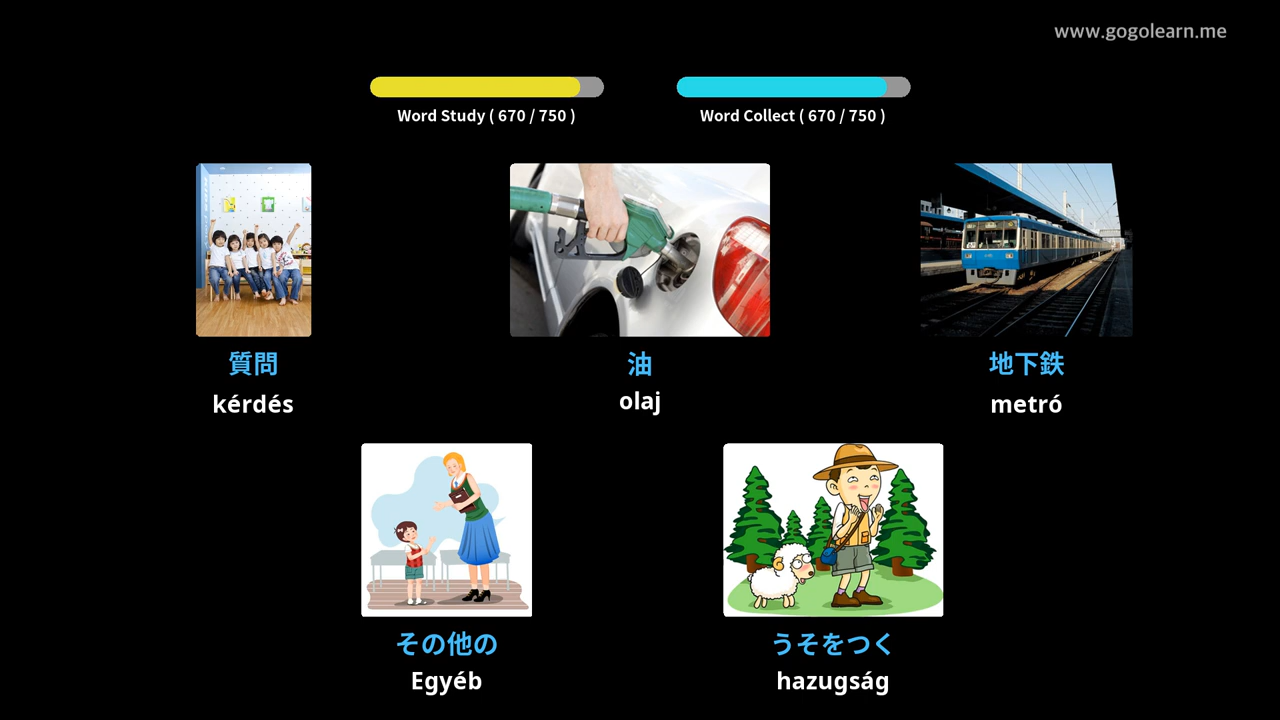 www.gogolearn.me
Word Study ( 670 / 750 )
Word Collect ( 670 / 750 )
質問
kérdés
油
olaj
地下鉄
metró
その他の
Egyéb
うそをつく
hazugság